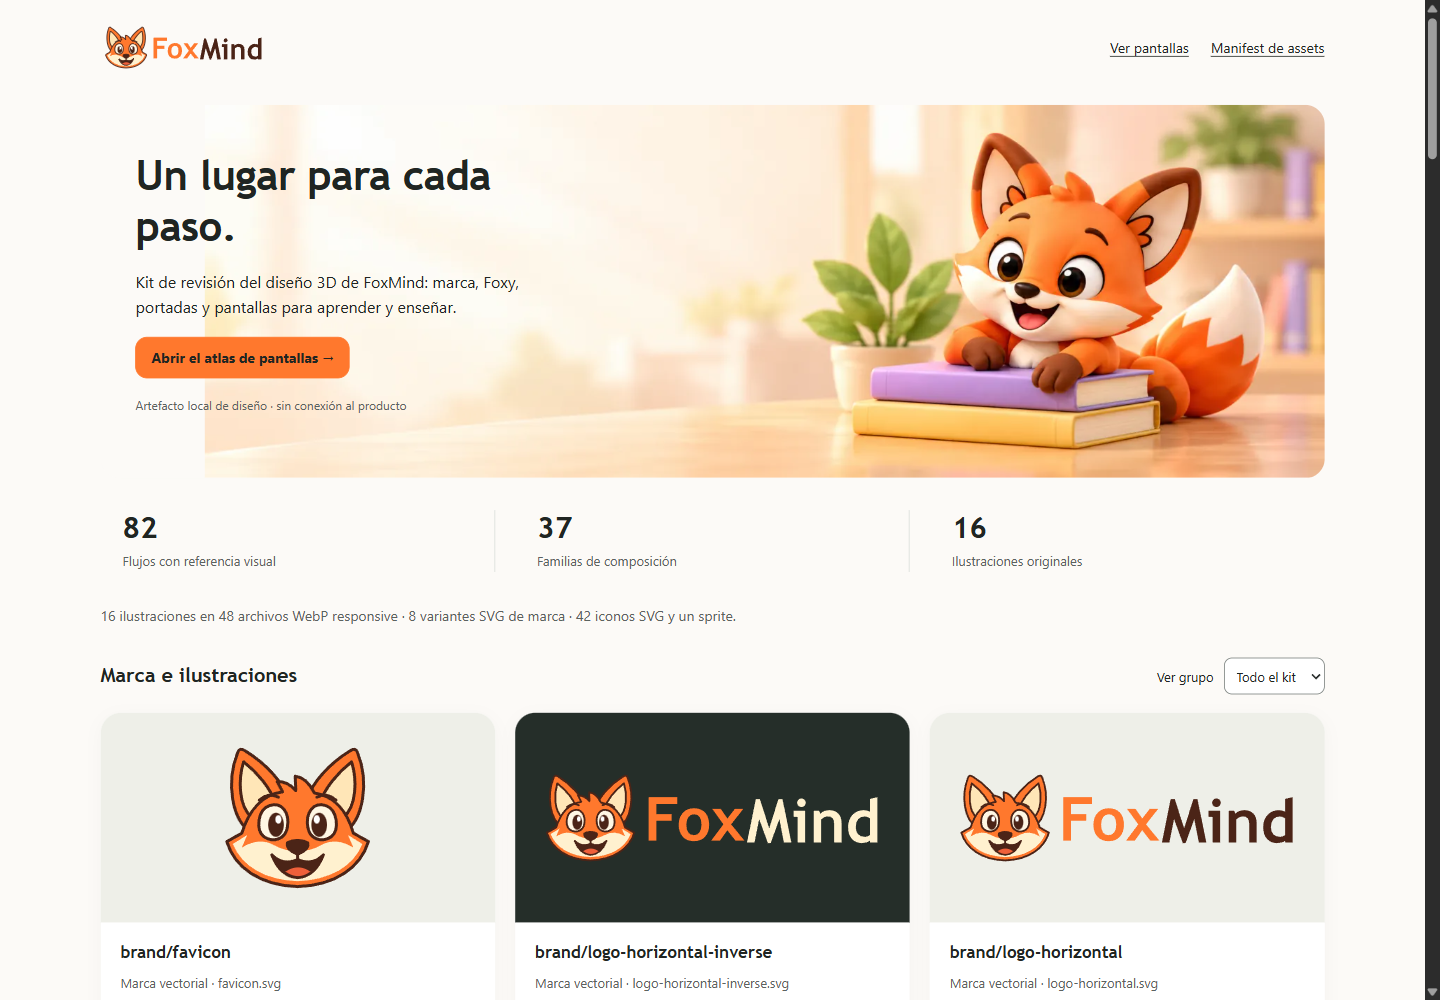 FoxMind
Ver pantallas
Manifest de assets
Un lugar para cada
paso.
Kit de revisión del diseño 3D de FoxMind: marca, Foxy,
portadas y pantallas para aprender y enseñar.
Abrir el atlas de pantallas →
Artefacto local de diseño · sin conexión al producto
82
Flujos con referencia visual
37
Familias de composición
16
Ilustraciones originales
16 ilustraciones en 48 archivos WebP responsive · 8 variantes SVG de marca · 42 iconos SVG y un sprite.
Marca e ilustraciones
Ver grupo
Todo el kit
FoxMind
FoxMind
brand/favicon
Marca vectorial · favicon.svg
brand/logo-horizontal-inverse
Marca vectorial · logo-horizontal-inverse.svg
brand/logo-horizontal
Marca vectorial · logo-horizontal.svg